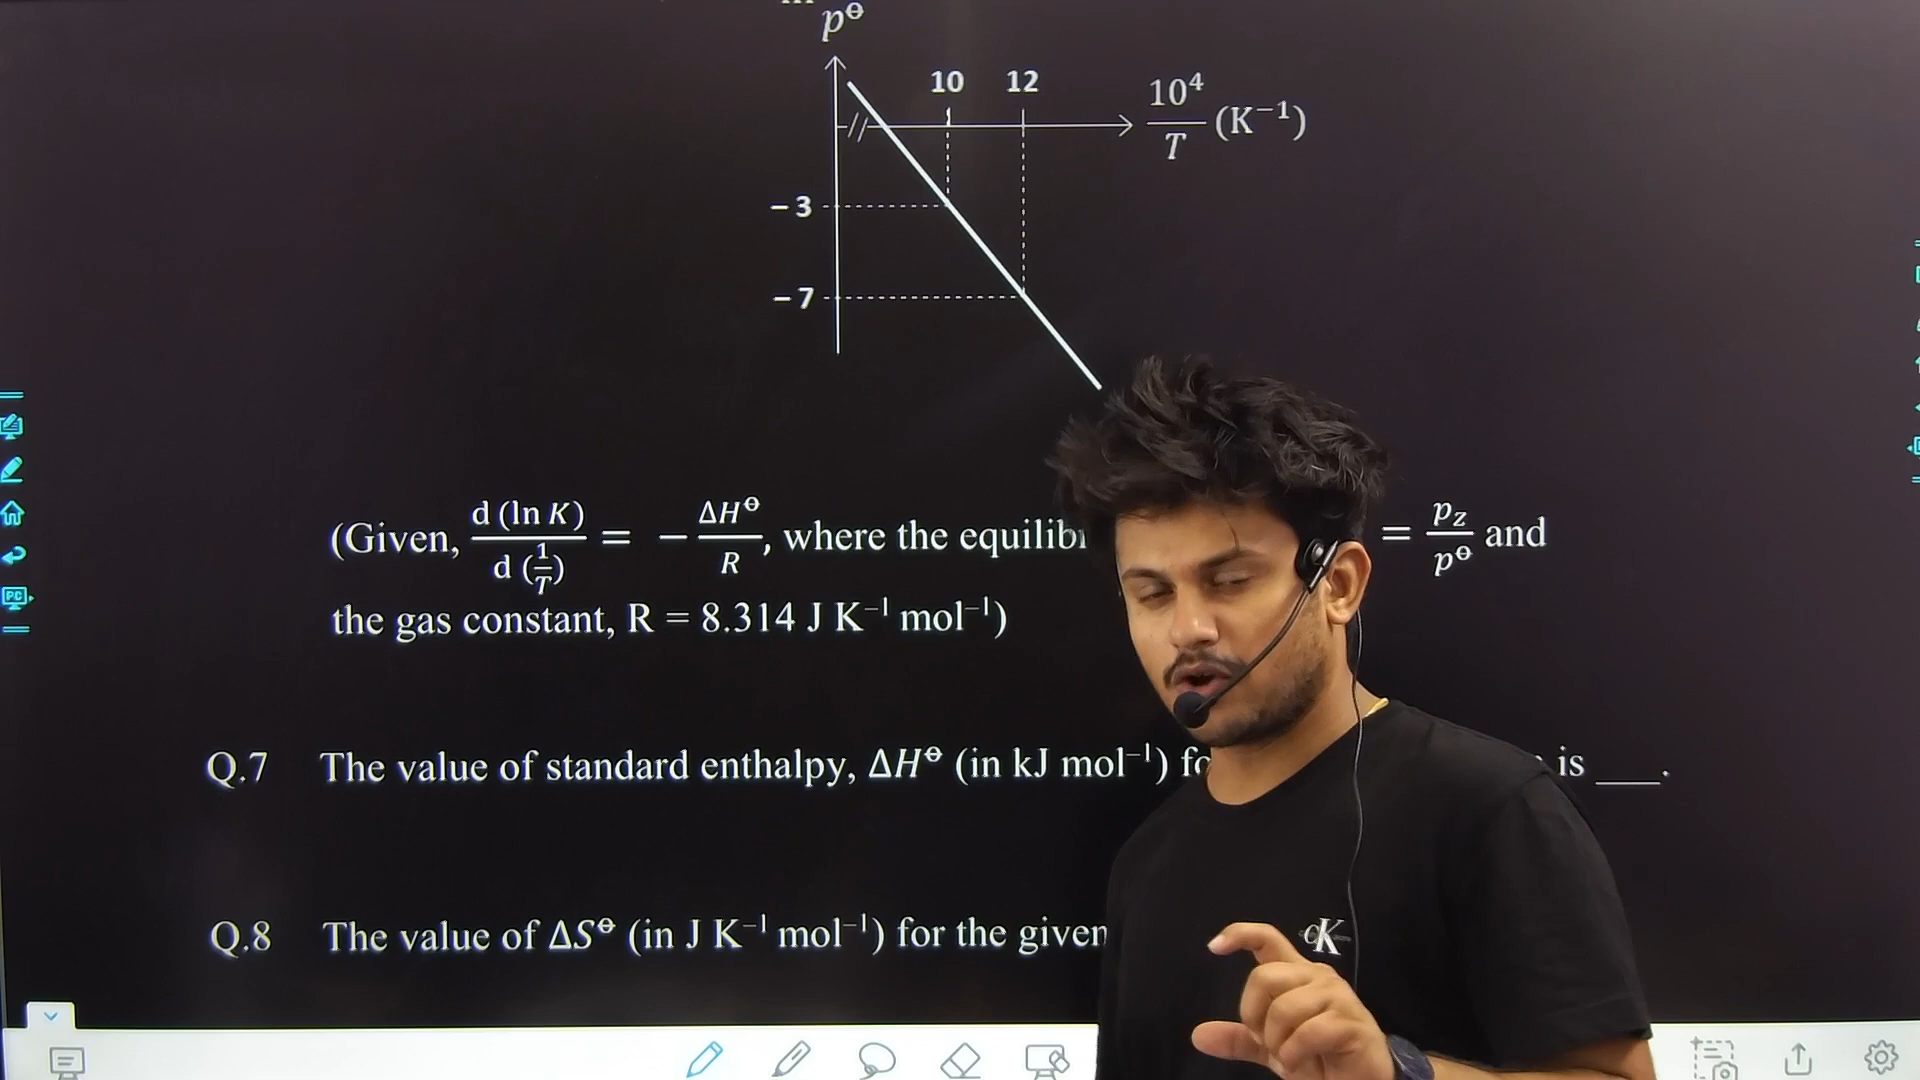 p⊖
10 12
10⁴/T (K⁻¹)
– 3
– 7
(Given, d (ln K)/d (1/T) = − ΔH⊖/R, where the = p_Z/p⊖ and
the gas constant, R = 8.314 J K⁻¹ mol⁻¹)
Q.7 The value of standard enthalpy, ΔH⊖ (in kJ mol⁻¹) is ___.
Q.8 The value of ΔS⊖ (in J K⁻¹ mol⁻¹) for the given
PC